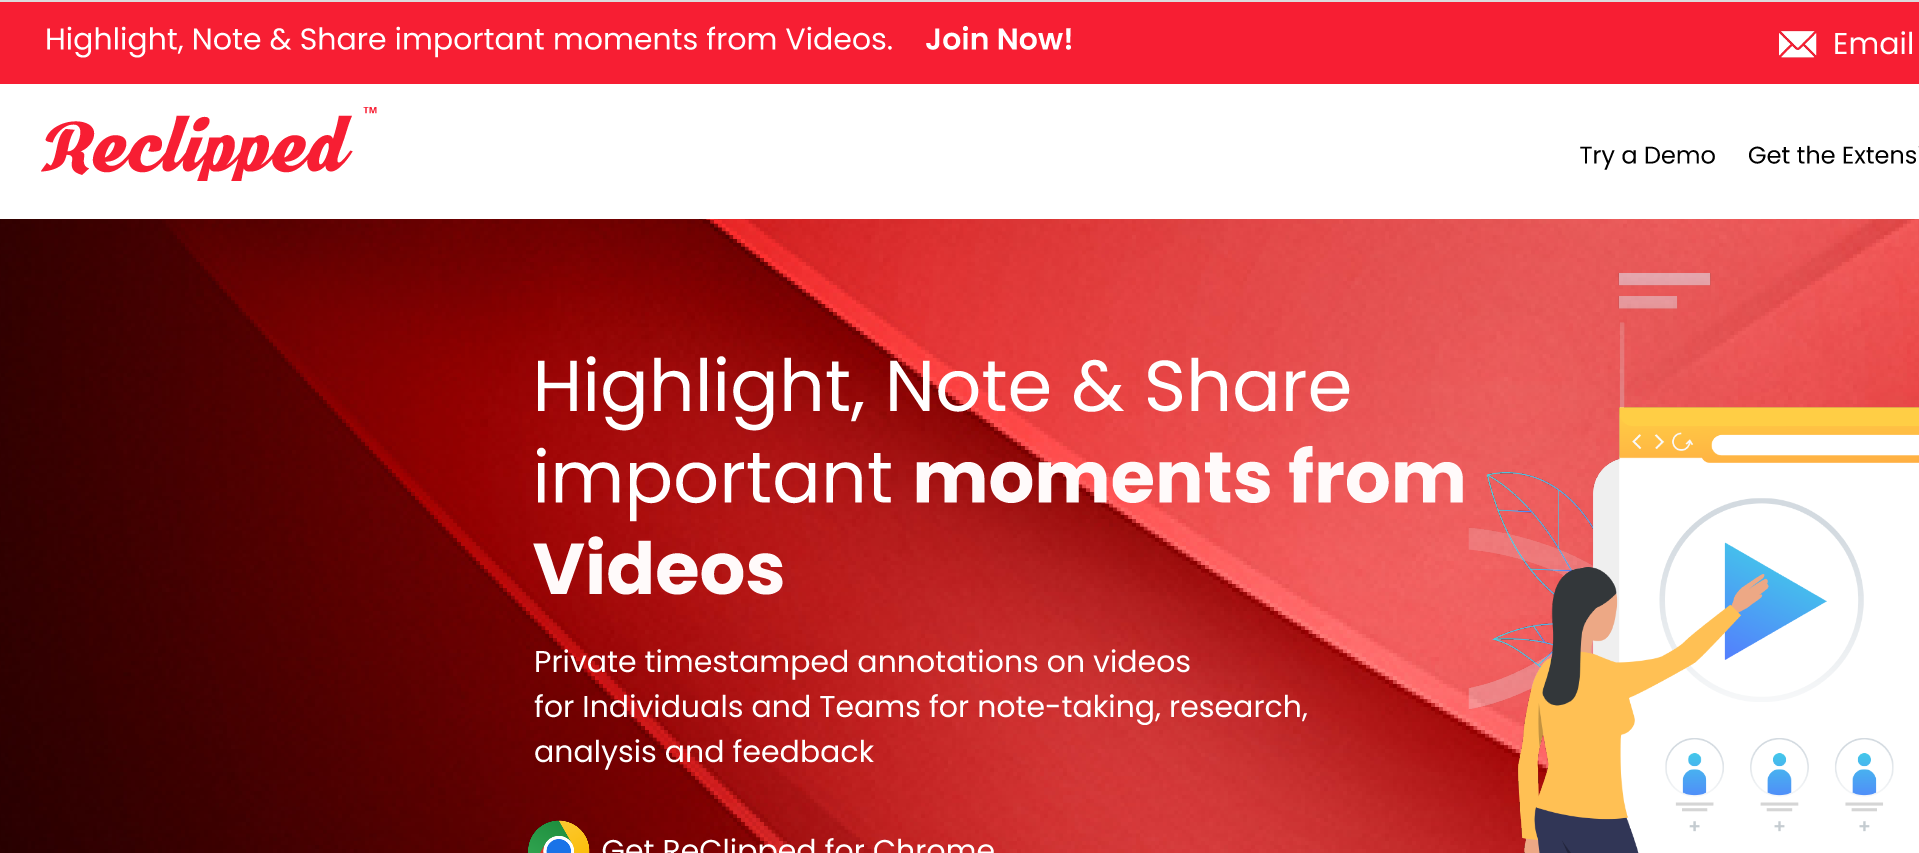 Highlight, Note & Share important moments from Videos. Join Now!
Email
Reclipped™
Try a Demo
Get the Extens
Highlight, Note & Share
important moments from
Videos
Private timestamped annotations on videos
for Individuals and Teams for note-taking, research,
analysis and feedback
Get ReClipped for Chrome